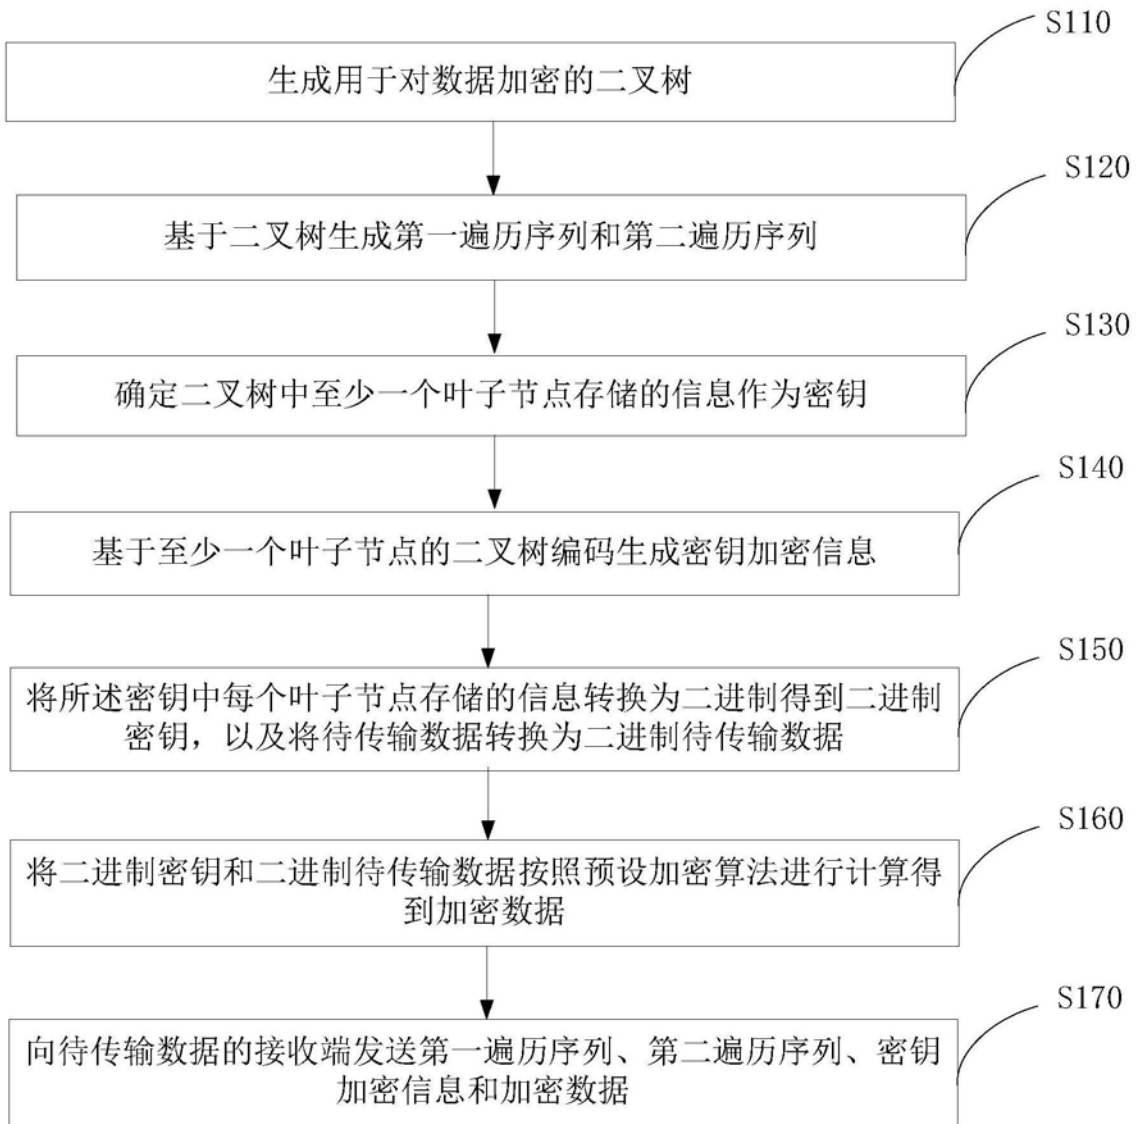 S110
生成用于对数据加密的二叉树
S120
基于二叉树生成第一遍历序列和第二遍历序列
S130
确定二叉树中至少一个叶子节点存储的信息作为密钥
S140
基于至少一个叶子节点的二叉树编码生成密钥加密信息
S150
将所述密钥中每个叶子节点存储的信息转换为二进制得到二进制
密钥，以及将待传输数据转换为二进制待传输数据
S160
将二进制密钥和二进制待传输数据按照预设加密算法进行计算得
到加密数据
S170
向待传输数据的接收端发送第一遍历序列、第二遍历序列、密钥
加密信息和加密数据